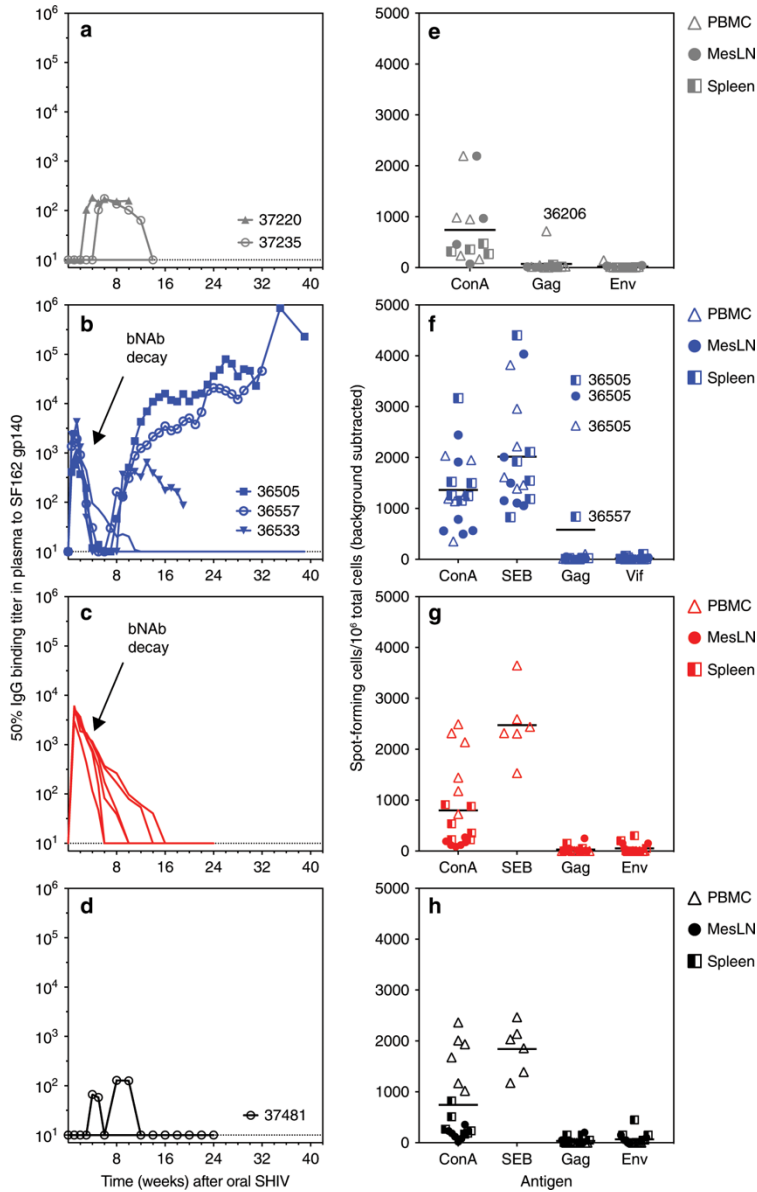 a
10⁶
10⁵
10⁴
10³
10²
10¹
37220
37235
8 16 24 32 40
e
5000
4000
3000
2000
1000
0
36206
ConA Gag Env
PBMC
MesLN
Spleen
b
10⁶
10⁵
10⁴
10³
10²
10¹
bNAb
decay
36505
36557
36533
8 16 24 32 40
f
5000
4000
3000
2000
1000
0
36505
36505
36505
36557
ConA SEB Gag Vif
PBMC
MesLN
Spleen
50% IgG binding titer in plasma to SF162 gp140
Spot-forming cells/10⁶ total cells (background subtracted)
c
10⁶
10⁵
10⁴
10³
10²
10¹
bNAb
decay
8 16 24 32 40
g
5000
4000
3000
2000
1000
0
ConA SEB Gag Env
PBMC
MesLN
Spleen
d
10⁶
10⁵
10⁴
10³
10²
10¹
37481
8 16 24 32 40
Time (weeks) after oral SHIV
h
5000
4000
3000
2000
1000
0
ConA SEB Gag Env
Antigen
PBMC
MesLN
Spleen